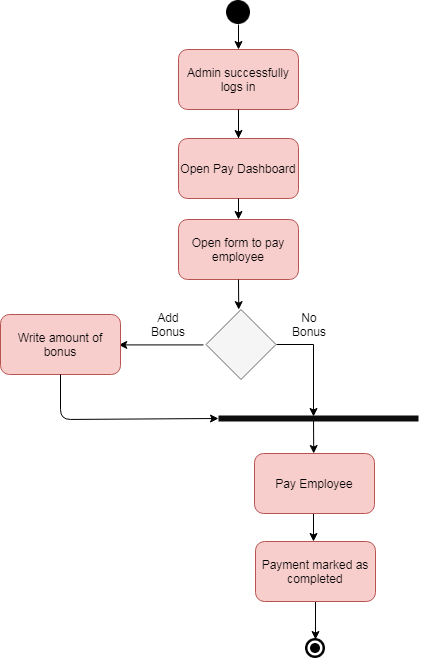 Admin successfully
logs in
Open Pay Dashboard
Open form to pay
employee
Add
Bonus
No
Bonus
Write amount of
bonus
Pay Employee
Payment marked as
completed